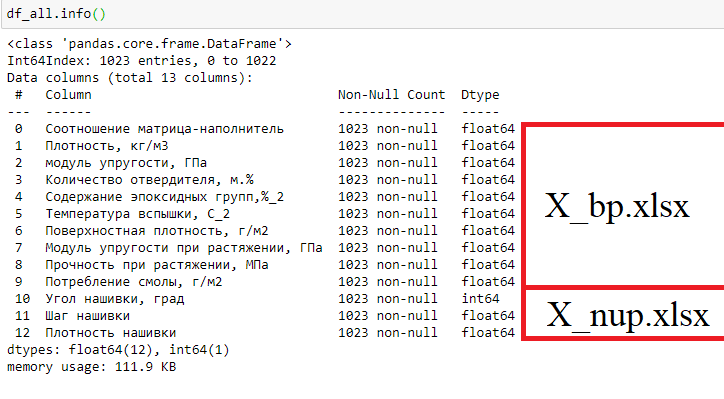 df_all.info()
<class 'pandas.core.frame.DataFrame'>
Int64Index: 1023 entries, 0 to 1022
Data columns (total 13 columns):
 #   Column                                Non-Null Count  Dtype
---  ------                                --------------  -----
 0   Соотношение матрица-наполнитель       1023 non-null   float64
 1   Плотность, кг/м3                      1023 non-null   float64
 2   модуль упругости, ГПа                 1023 non-null   float64
 3   Количество отвердителя, м.%           1023 non-null   float64
 4   Содержание эпоксидных групп,%_2       1023 non-null   float64
 5   Температура вспышки, С_2              1023 non-null   float64
 6   Поверхностная плотность, г/м2         1023 non-null   float64
 7   Модуль упругости при растяжении, ГПа  1023 non-null   float64
 8   Прочность при растяжении, МПа         1023 non-null   float64
 9   Потребление смолы, г/м2               1023 non-null   float64
 10  Угол нашивки, град                    1023 non-null   int64
 11  Шаг нашивки                           1023 non-null   float64
 12  Плотность нашивки                     1023 non-null   float64
dtypes: float64(12), int64(1)
memory usage: 111.9 KB
X_bp.xlsx
X_nup.xlsx